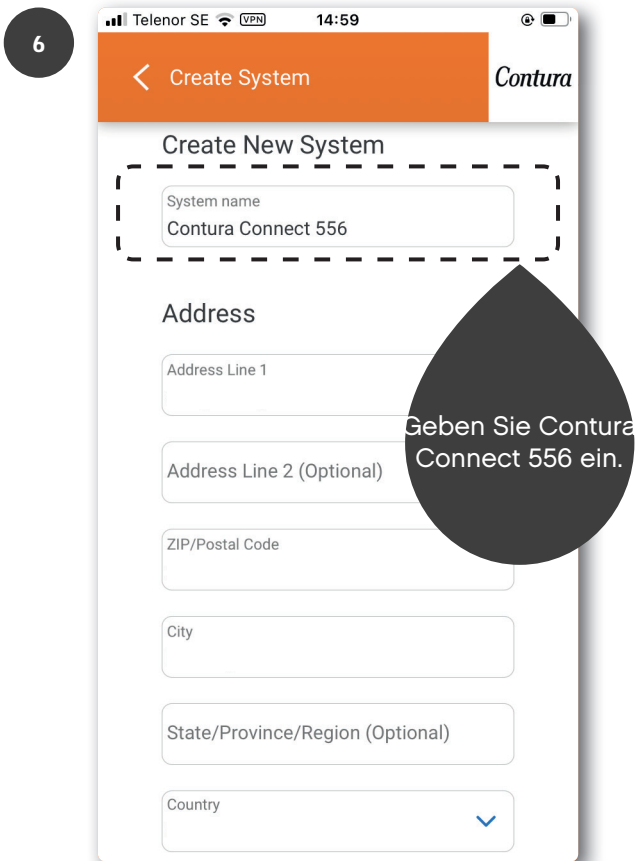 6
Telenor SE VPN 14:59
Create System
Contura
Create New System
System name
Contura Connect 556
Address
Address Line 1
Geben Sie Contura
Connect 556 ein.
Address Line 2 (Optional)
ZIP/Postal Code
City
State/Province/Region (Optional)
Country